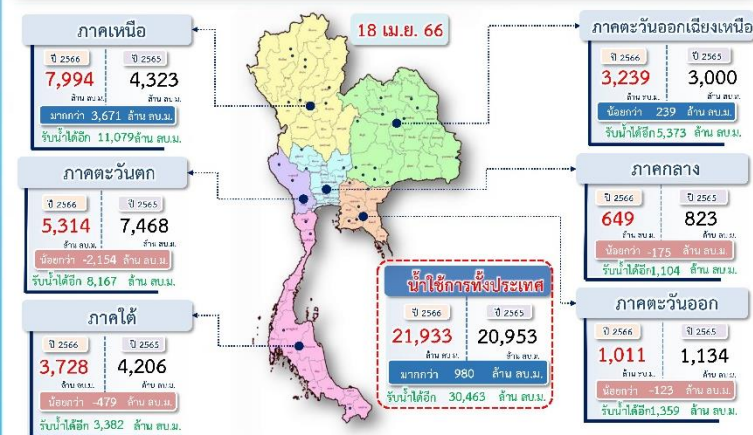 18 เม.ย. 66
ภาคเหนือ
ปี 2566 ปี 2565
7,994 4,323
ล้าน ลบ.ม. ล้าน ลบ.ม.
มากกว่า 3,671 ล้าน ลบ.ม.
รับน้ำได้อีก 11,079ล้าน ลบ.ม.
ภาคตะวันตก
ปี 2566 ปี 2565
5,314 7,468
ล้าน ลบ.ม. ล้าน ลบ.ม.
น้อยกว่า -2,154 ล้าน ลบ.ม.
รับน้ำได้อีก 8,167 ล้าน ลบ.ม.
ภาคใต้
ปี 2566 ปี 2565
3,728 4,206
ล้าน ลบ.ม. ล้าน ลบ.ม.
น้อยกว่า -479 ล้าน ลบ.ม.
รับน้ำได้อีก 3,382 ล้าน ลบ.ม.
น้ำใช้การทั้งประเทศ
ปี 2566 ปี 2565
21,933 20,953
ล้าน ลบ.ม. ล้าน ลบ.ม.
มากกว่า 980 ล้าน ลบ.ม.
รับน้ำได้อีก 30,463 ล้าน ลบ.ม.
ภาคตะวันออกเฉียงเหนือ
ปี 2566 ปี 2565
3,239 3,000
ล้าน ลบ.ม. ล้าน ลบ.ม.
น้อยกว่า 239 ล้าน ลบ.ม.
รับน้ำได้อีก5,373 ล้าน ลบ.ม.
ภาคกลาง
ปี 2566 ปี 2565
649 823
ล้าน ลบ.ม. ล้าน ลบ.ม.
น้อยกว่า -175 ล้าน ลบ.ม.
รับน้ำได้อีก1,104 ล้าน ลบ.ม.
ภาคตะวันออก
ปี 2566 ปี 2565
1,011 1,134
ล้าน ลบ.ม. ล้าน ลบ.ม.
น้อยกว่า -123 ล้าน ลบ.ม.
รับน้ำได้อีก1,359 ล้าน ลบ.ม.